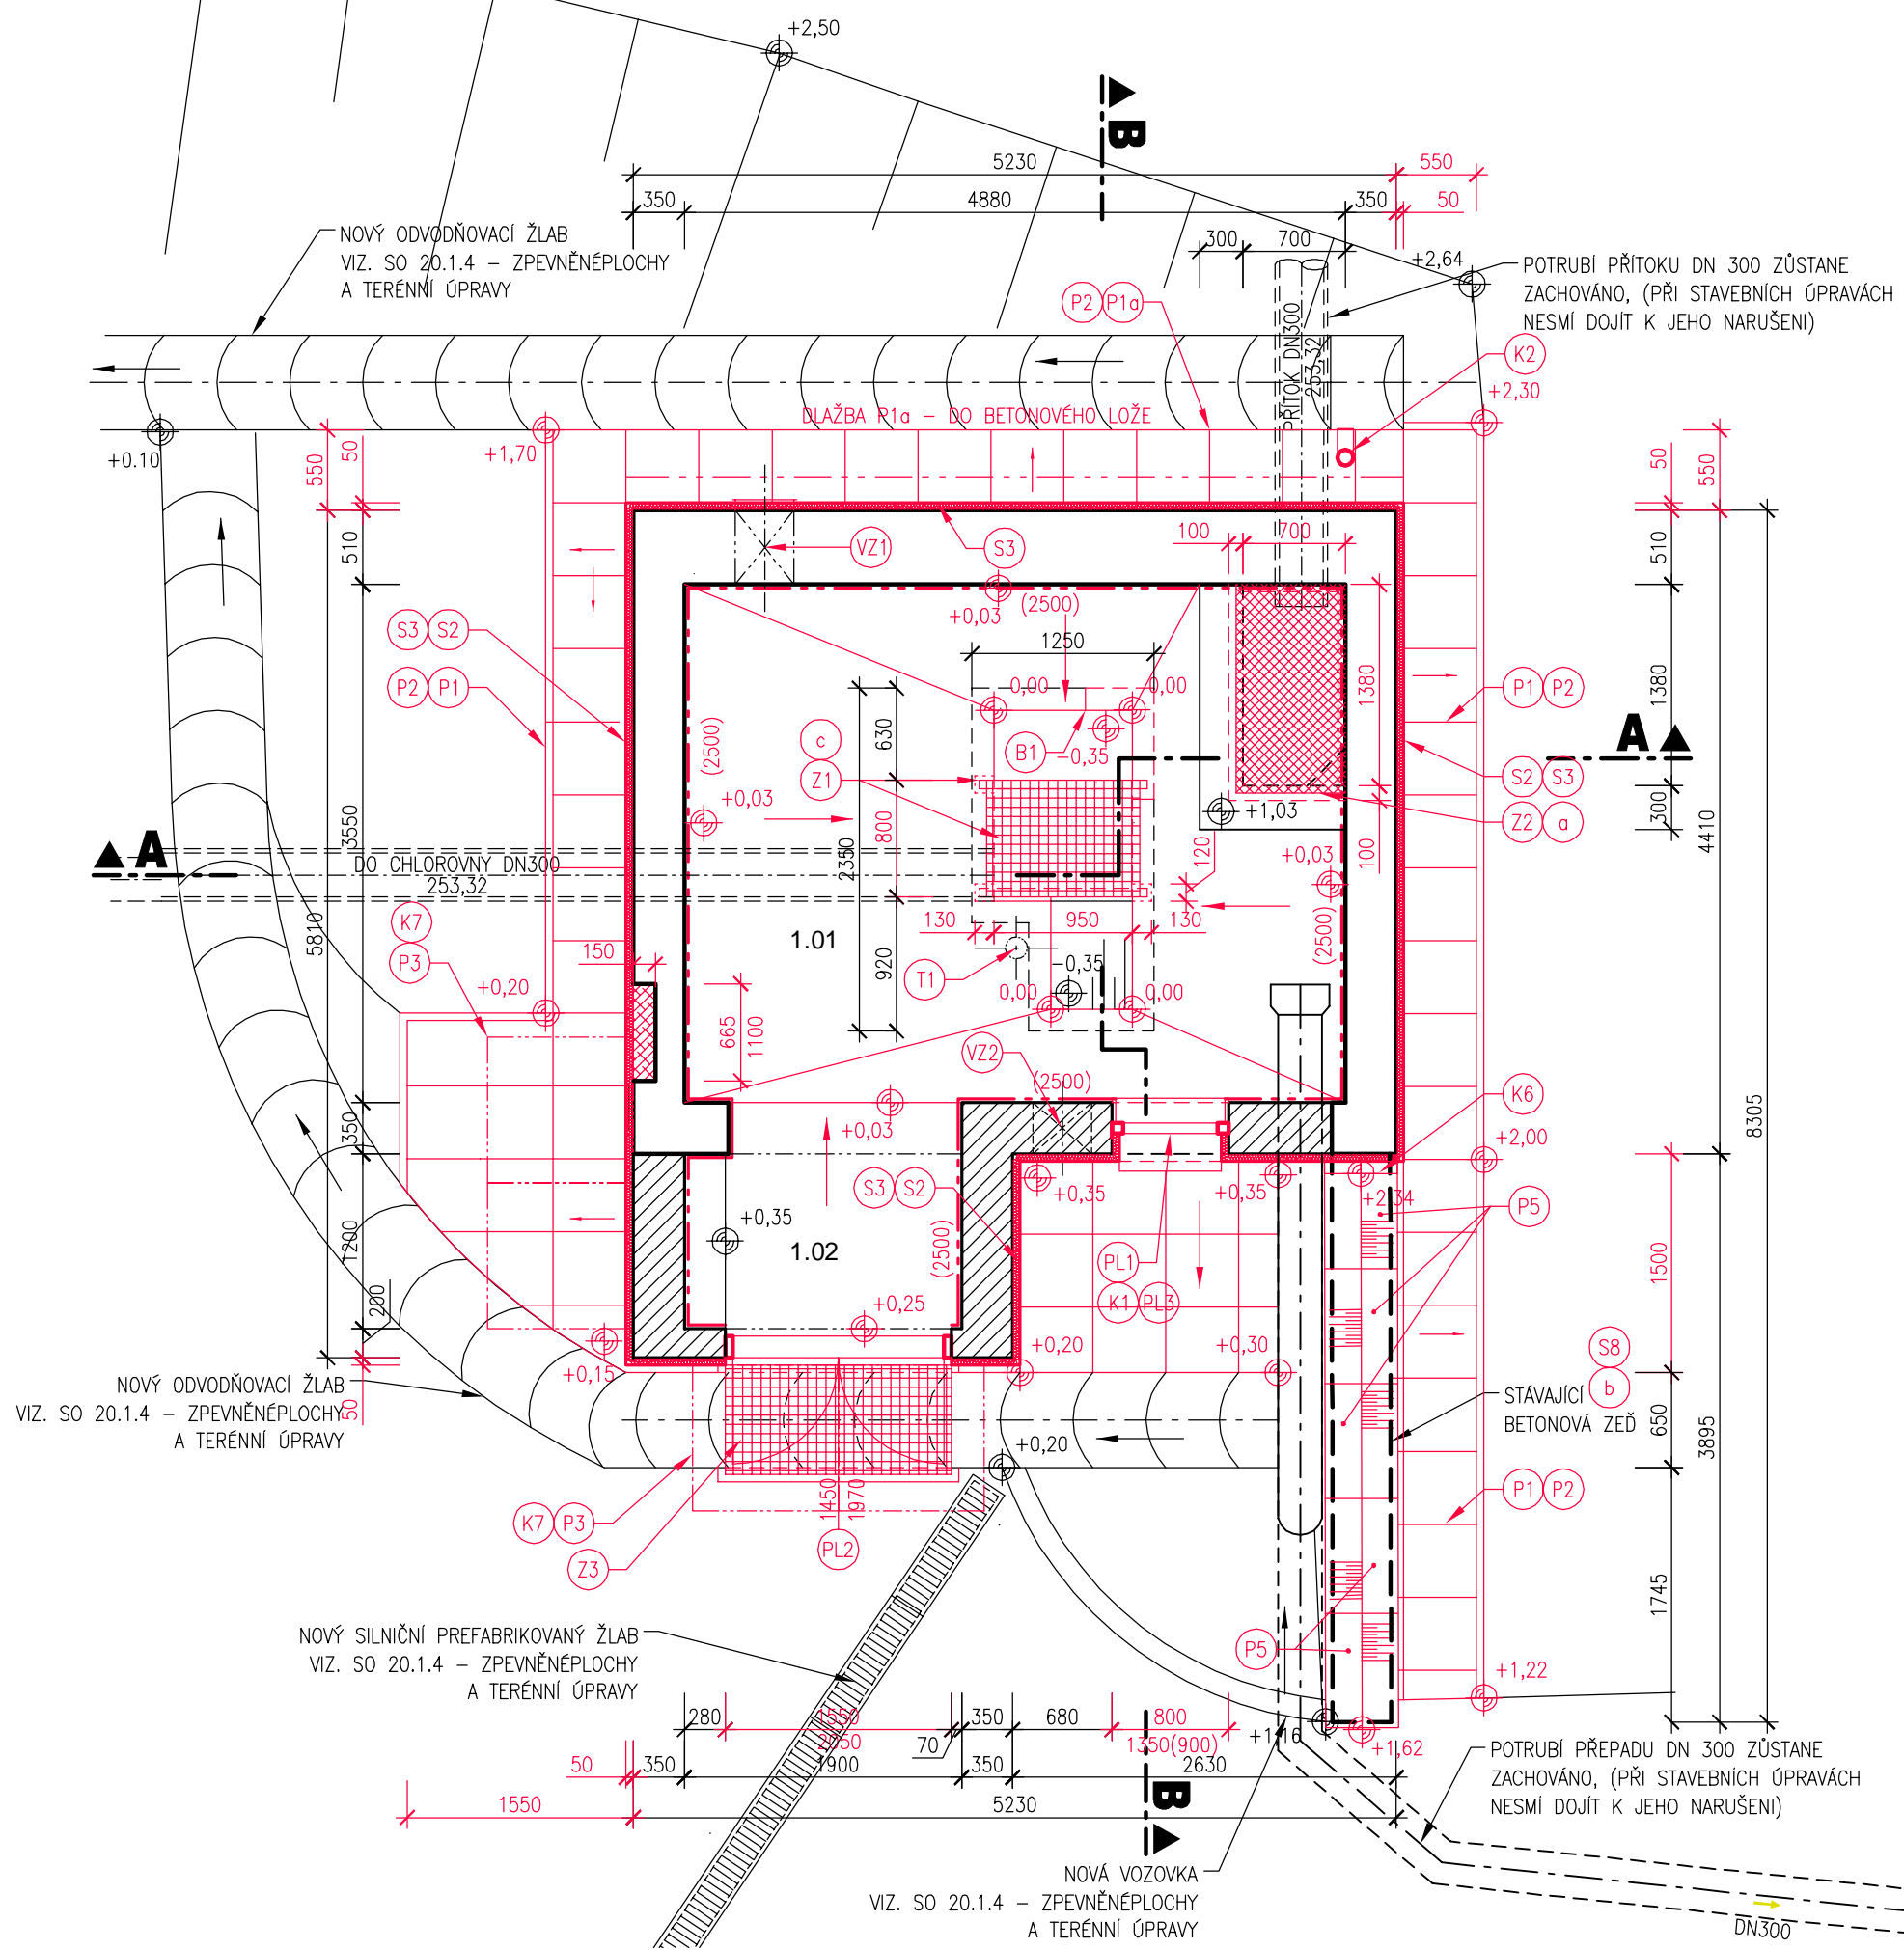 +2,50
B
5230
550
350
4880
350
50
NOVÝ ODVODŇOVACÍ ŽLAB
VIZ. SO 20.1.4 – ZPEVNĚNÉPLOCHY
A TERÉNNÍ ÚPRAVY
300
700
+2,64
POTRUBÍ PŘÍTOKU DN 300 ZŮSTANE
ZACHOVÁNO, (PŘI STAVEBNÍCH ÚPRAVÁCH
NESMÍ DOJÍT K JEHO NARUŠENI)
P2 P1a
PŘÍTOK DN300
253,32
K2
+2,30
DLAŽBA P1a – DO BETONOVÉHO LOŽE
+0.10
+1,70
550
50
50
550
510
VZ1
S3
100
700
510
+0,03
(2500)
S3 S2
1250
P2 P1
0,00
0,00
1380
1380
P1 P2
(2500)
630
c
Z1
B1
-0,35
A
S2 S3
+0,03
+1,03
300
Z2 a
3550
800
2350
120
+0,03
100
4410
A
DO CHLOROVNY DN300
253,32
5810
K7
P3
150
1.01
130
950
130
(2500)
920
T1
-0,35
+0,20
0,00
0,00
665
1100
VZ2
(2500)
K6
8305
350
+0,03
+2,00
S3 S2
+0,35
+0,35
+2,34
P5
+0,35
1200
1.02
(2500)
PL1
K1 PL3
1500
200
+0,25
+0,15
+0,20
+0,30
S8
b
STÁVAJÍCÍ
BETONOVÁ ZEĎ
50
NOVÝ ODVODŇOVACÍ ŽLAB
VIZ. SO 20.1.4 – ZPEVNĚNÉPLOCHY
A TERÉNNÍ ÚPRAVY
650
3895
+0,20
K7 P3
1450
1970
P1 P2
PL2
Z3
1745
NOVÝ SILNIČNÍ PREFABRIKOVANÝ ŽLAB
VIZ. SO 20.1.4 – ZPEVNĚNÉPLOCHY
A TERÉNNÍ ÚPRAVY
P5
+1,22
280
1550
2050
350
680
800
1350(900)
70
+1,16
+1,62
50
350
1900
350
2630
POTRUBÍ PŘEPADU DN 300 ZŮSTANE
ZACHOVÁNO, (PŘI STAVEBNÍCH ÚPRAVÁCH
NESMÍ DOJÍT K JEHO NARUŠENI)
1550
5230
B
NOVÁ VOZOVKA
VIZ. SO 20.1.4 – ZPEVNĚNÉPLOCHY
A TERÉNNÍ ÚPRAVY
DN300